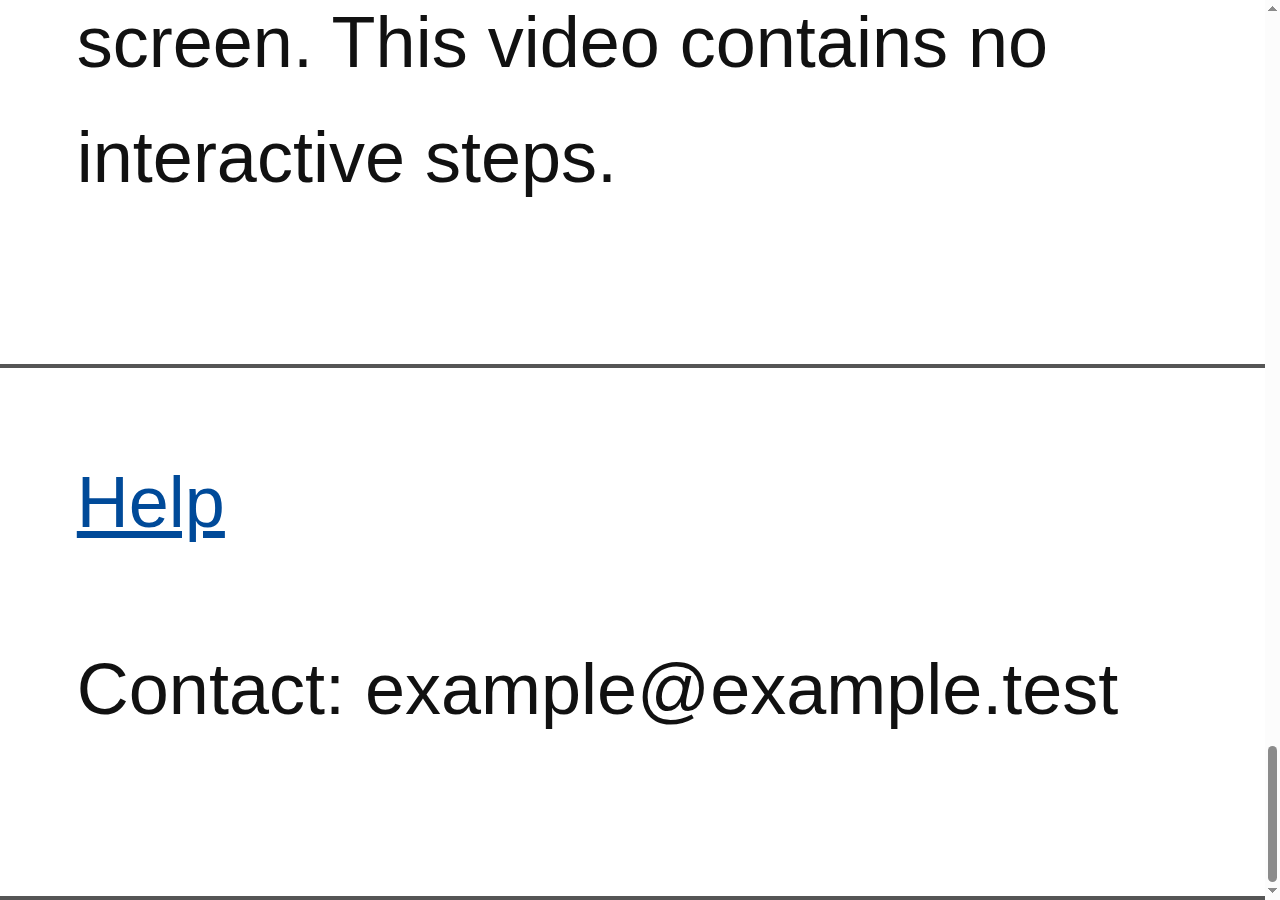 screen. This video contains no
interactive steps.
Help
Contact: example@example.test